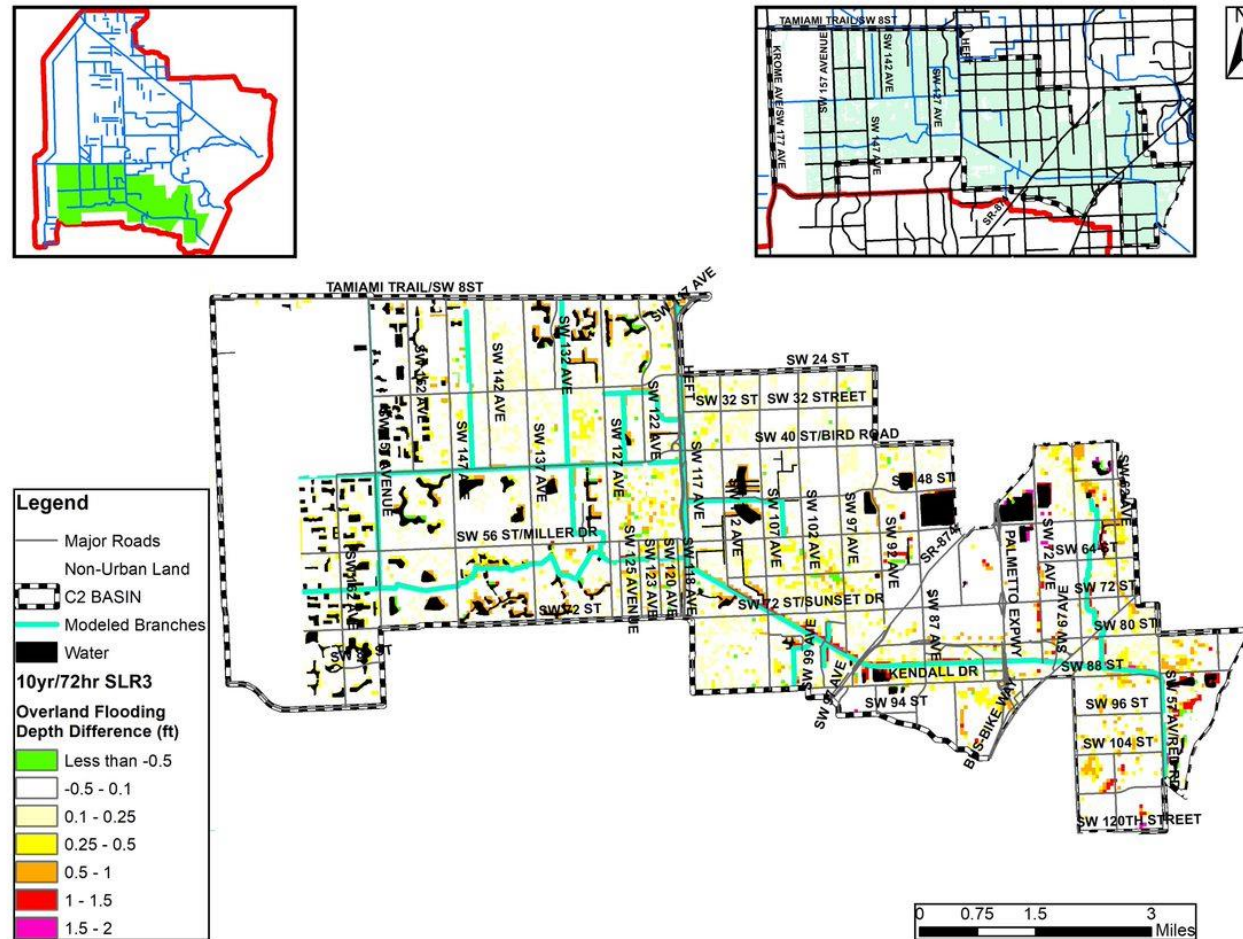 TAMIAMI TRAIL/SW 8ST
HEFT
KROME AVE/SW 177 AVE
SW 157 AVENUE
SW 142 AVE
SW 127 AVE
SW 147 AVE
SR-874
N
TAMIAMI TRAIL/SW 8ST
SW 132 AVE
SW 142 AVE
SW 24 ST
HEFT
SW 122 AVE
SW 32 ST
SW 32 STREET
SW 147 AVE
SW 137 AVE
SW 127 AVE
SW 40 ST/BIRD ROAD
SW 117 AVE
SW 107 AVE
SW 102 AVE
SW 97 AVE
SW 92 AVE
48 ST
SW 56 ST/MILLER DR
SW 125 AVENUE
SW 123 AVE
SW 120 AVE
SW 118 AVE
SR-874
PALMETTO EXPWY
SW 72 AVE
SW 69 AVE
SW 64 ST
SW 72 ST
SW 72 ST
SW 72 ST/SUNSET DR
SW 87 AVE
SW 80 ST
SW 99 AVE
KENDALL DR
SW 88 ST
SW 94 ST
SW 96 ST
SW 57 AV/RED RD
SW 104 ST
SW 120TH STREET
Legend
Major Roads
Non-Urban Land
C2 BASIN
Modeled Branches
Water
10yr/72hr SLR3
Overland Flooding
Depth Difference (ft)
Less than -0.5
-0.5 - 0.1
0.1 - 0.25
0.25 - 0.5
0.5 - 1
1 - 1.5
1.5 - 2
0 0.75 1.5 3
Miles